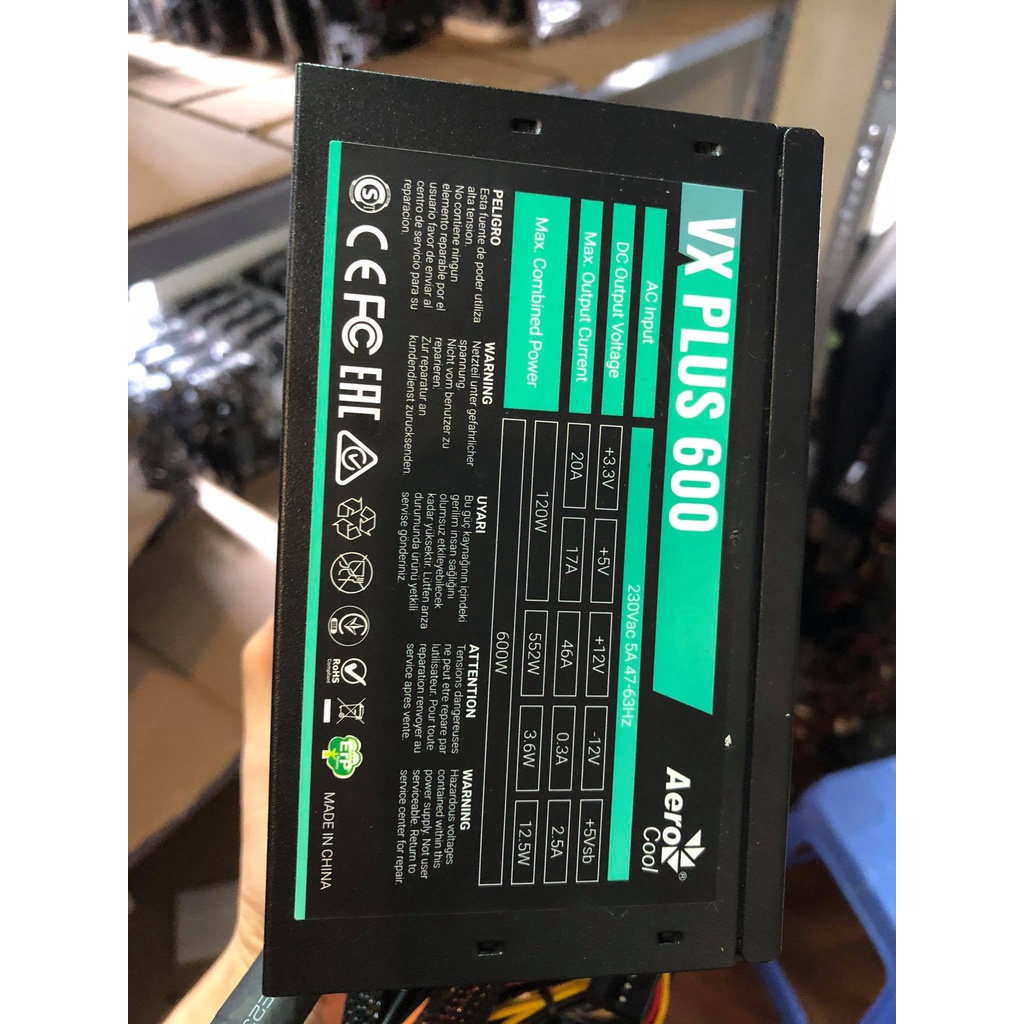 VX PLUS 600
Aero
Cool
®
AC Input
230Vac 5A 47-63Hz
DC Output Voltage
+3.3V
+5V
+12V
-12V
+5Vsb
Max. Output Current
20A
17A
46A
0.3A
2.5A
Max. Combined Power
120W
552W
3.6W
12.5W
600W
PELIGRO
Esta fuente de poder utiliza
alta tension.
No contiene ningun
elemento reparable por el
usuario favor de enviar al
centro de servicio para su
reparacion.
WARNING
Netzteil unter gefahrlicher
spannung.
Nicht vom benutzer zu
reparieren.
Zur reparatur an
kundendienst zurucksenden.
UYARI
Bu güç kaynağının içindeki
gerilim insan sağlığını
olumsuz etkileyebilecek
kadar yüksektir. Lütfen arıza
durumunda ürünü yetkili
servise gönderiniz.
ATTENTION
Tensions dangereuses
ne peut etre repare par
lutilisateur. Pour toute
reparation renvoyer au
service apres vente.
WARNING
Hazardous voltages
contained within this
power supply. Not user
serviceable. Return to
service center for repair.
S
CE FC EAC
RoHS
Compliant
ErP
MADE IN CHINA